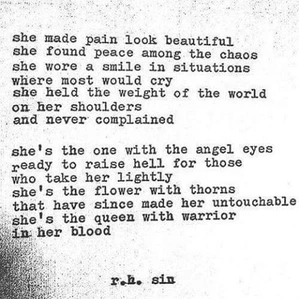 she made pain look beautiful
she found peace among the chaos
she wore a smile in situations
where most would cry
she held the weight of the world
on her shoulders
and never complained
she's the one with the angel eyes
ready to raise hell for those
who take her lightly
she's the flower with thorns
that have since made her untouchable
she's the queen with warrior
in her blood
r.h. sin